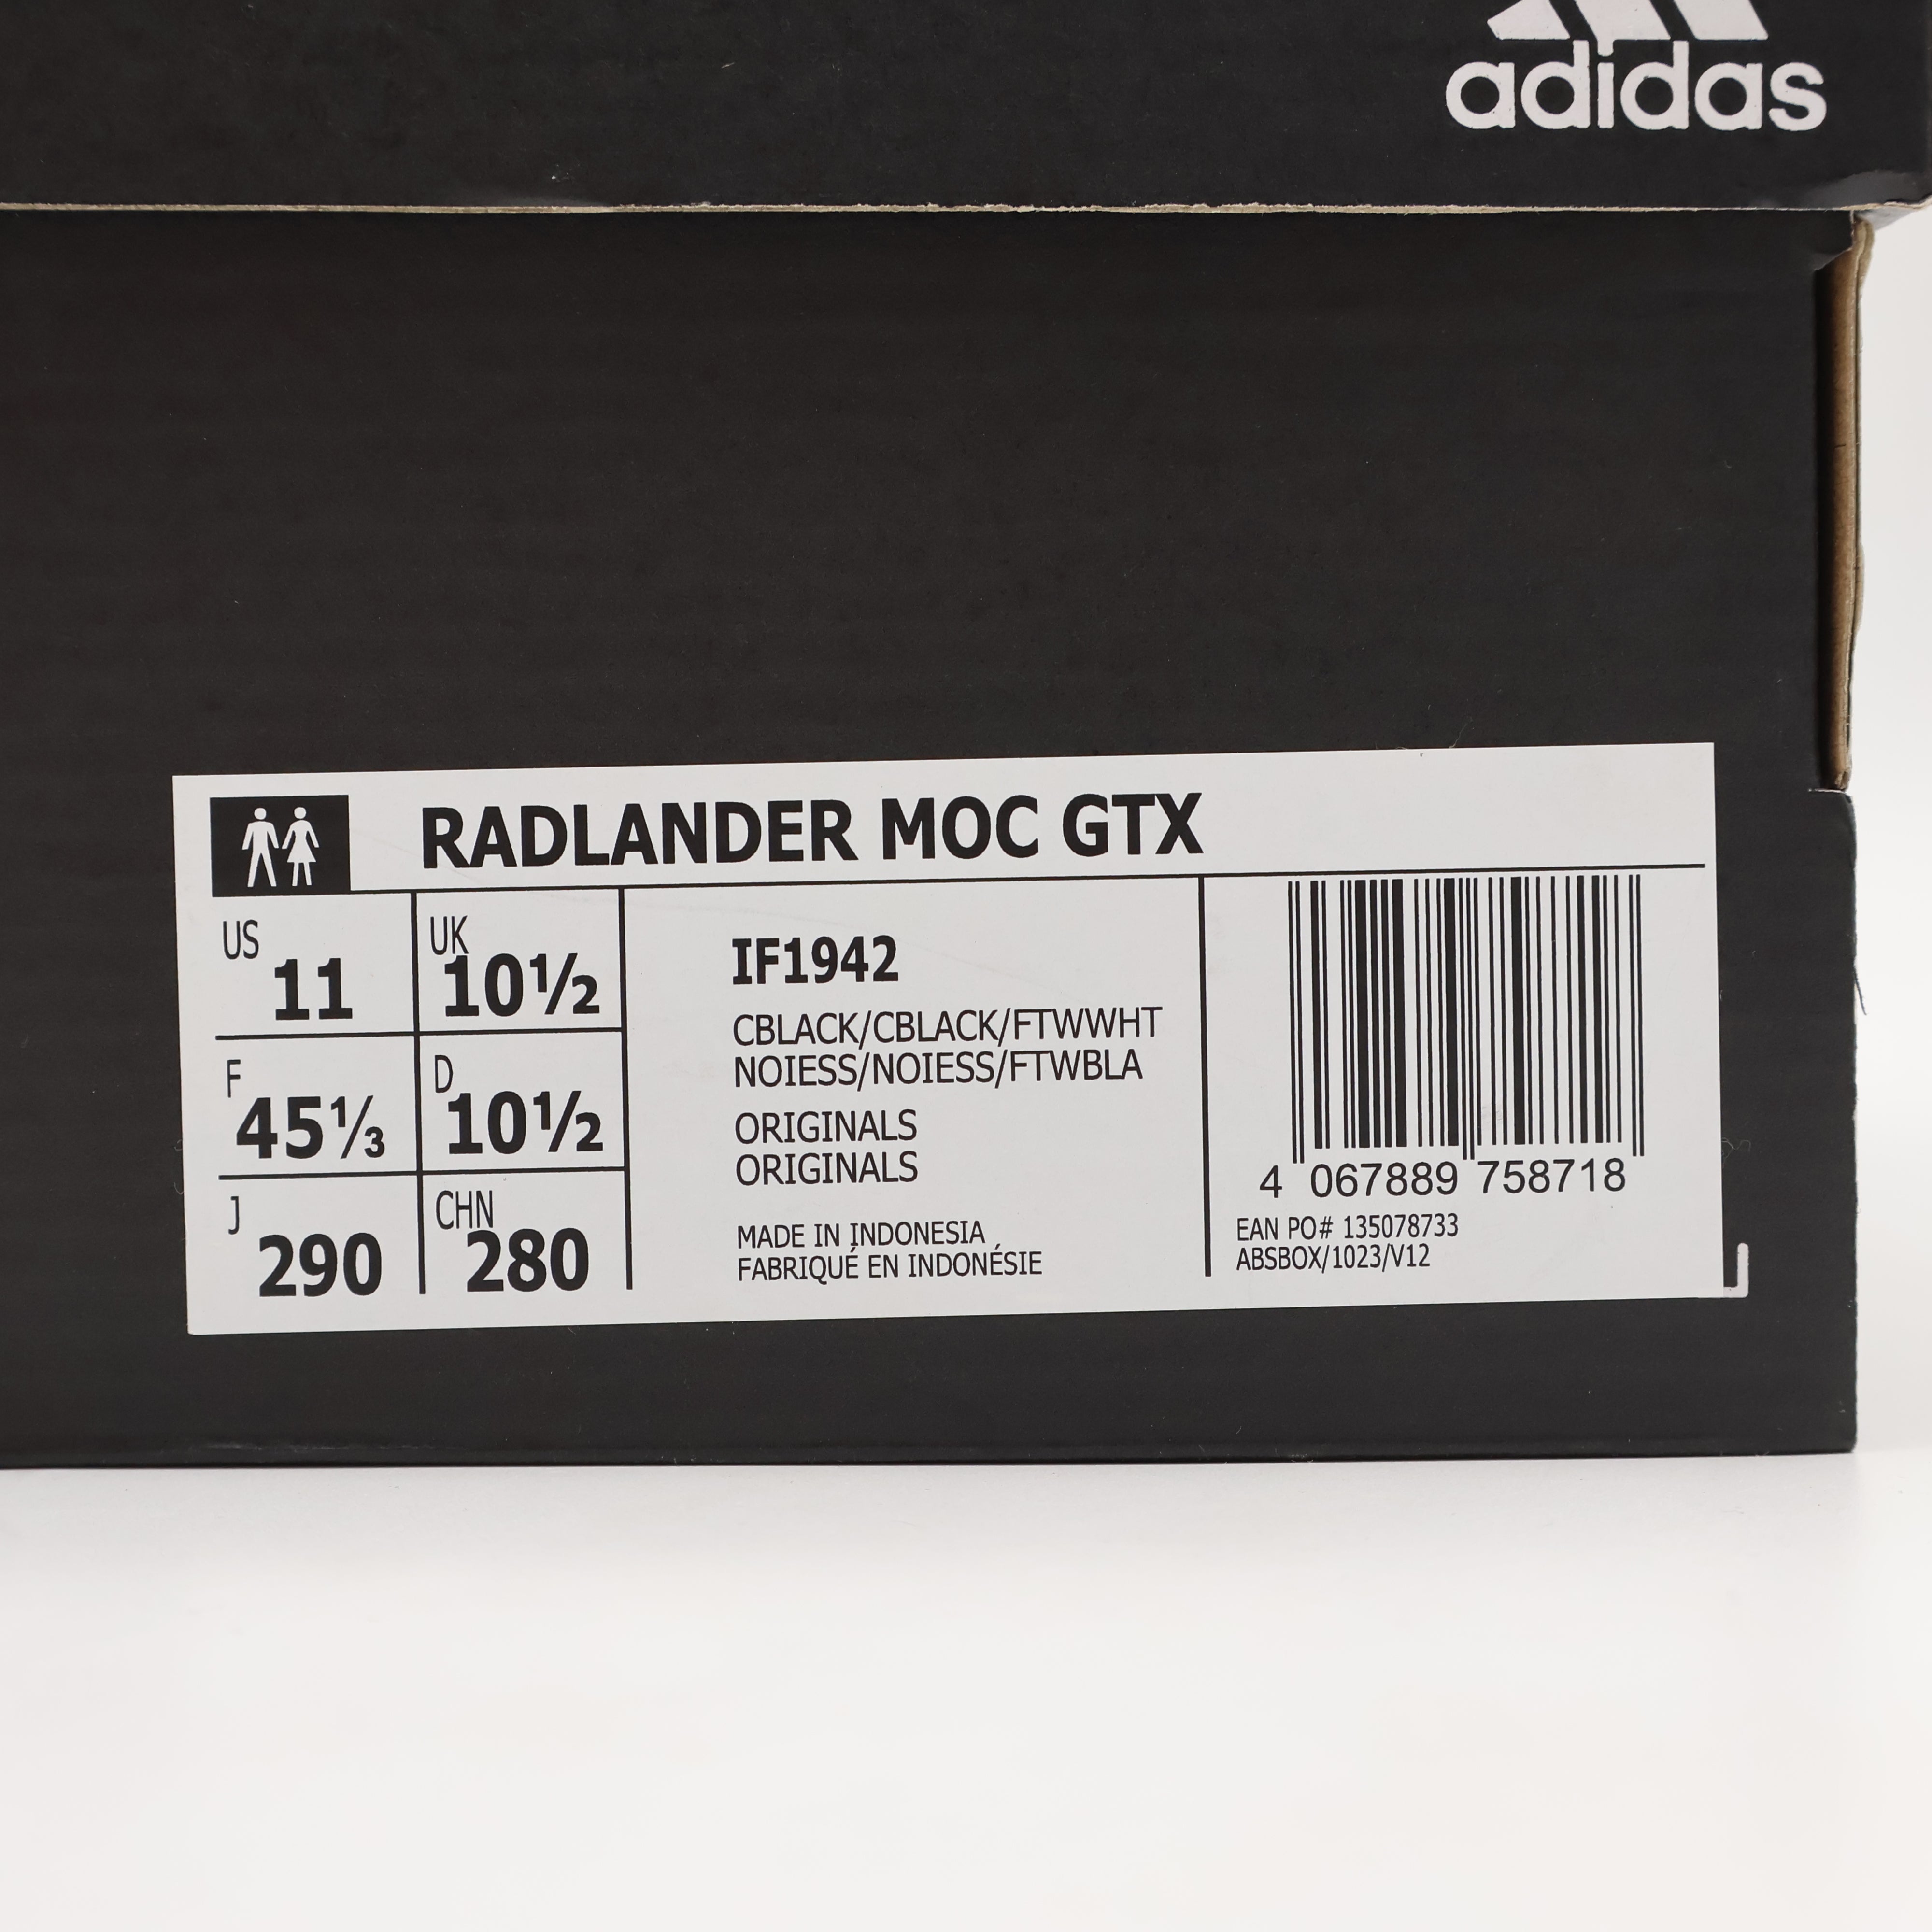 adidas
RADLANDER MOC GTX
US 11
UK 10½
F 45⅓
D 10½
J 290
CHN 280
IF1942
CBLACK/CBLACK/FTWWHT
NOIESS/NOIESS/FTWBLA
ORIGINALS
ORIGINALS
MADE IN INDONESIA
FABRIQUÉ EN INDONÉSIE
4 067889 758718
EAN PO# 135078733
ABSBOX/1023/V12